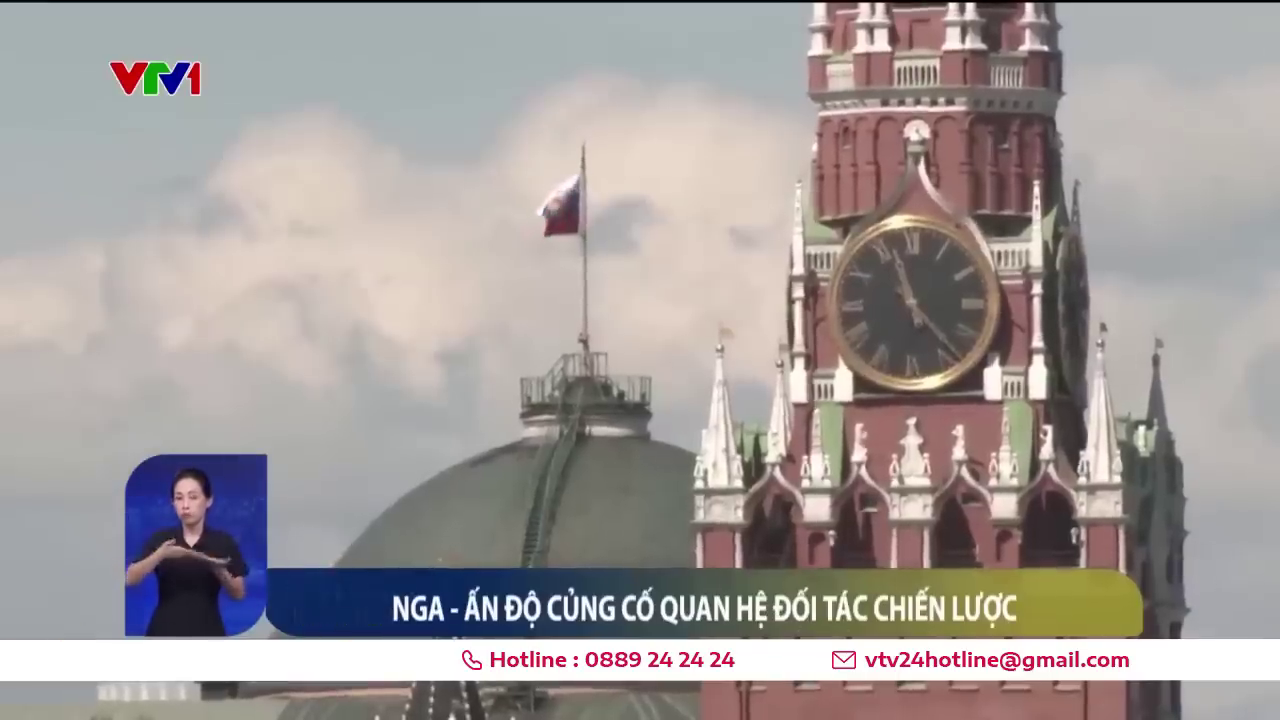 VTV1
NGA - ẤN ĐỘ CỦNG CỐ QUAN HỆ ĐỐI TÁC CHIẾN LƯỢC
Hotline : 0889 24 24 24
vtv24hotline@gmail.com